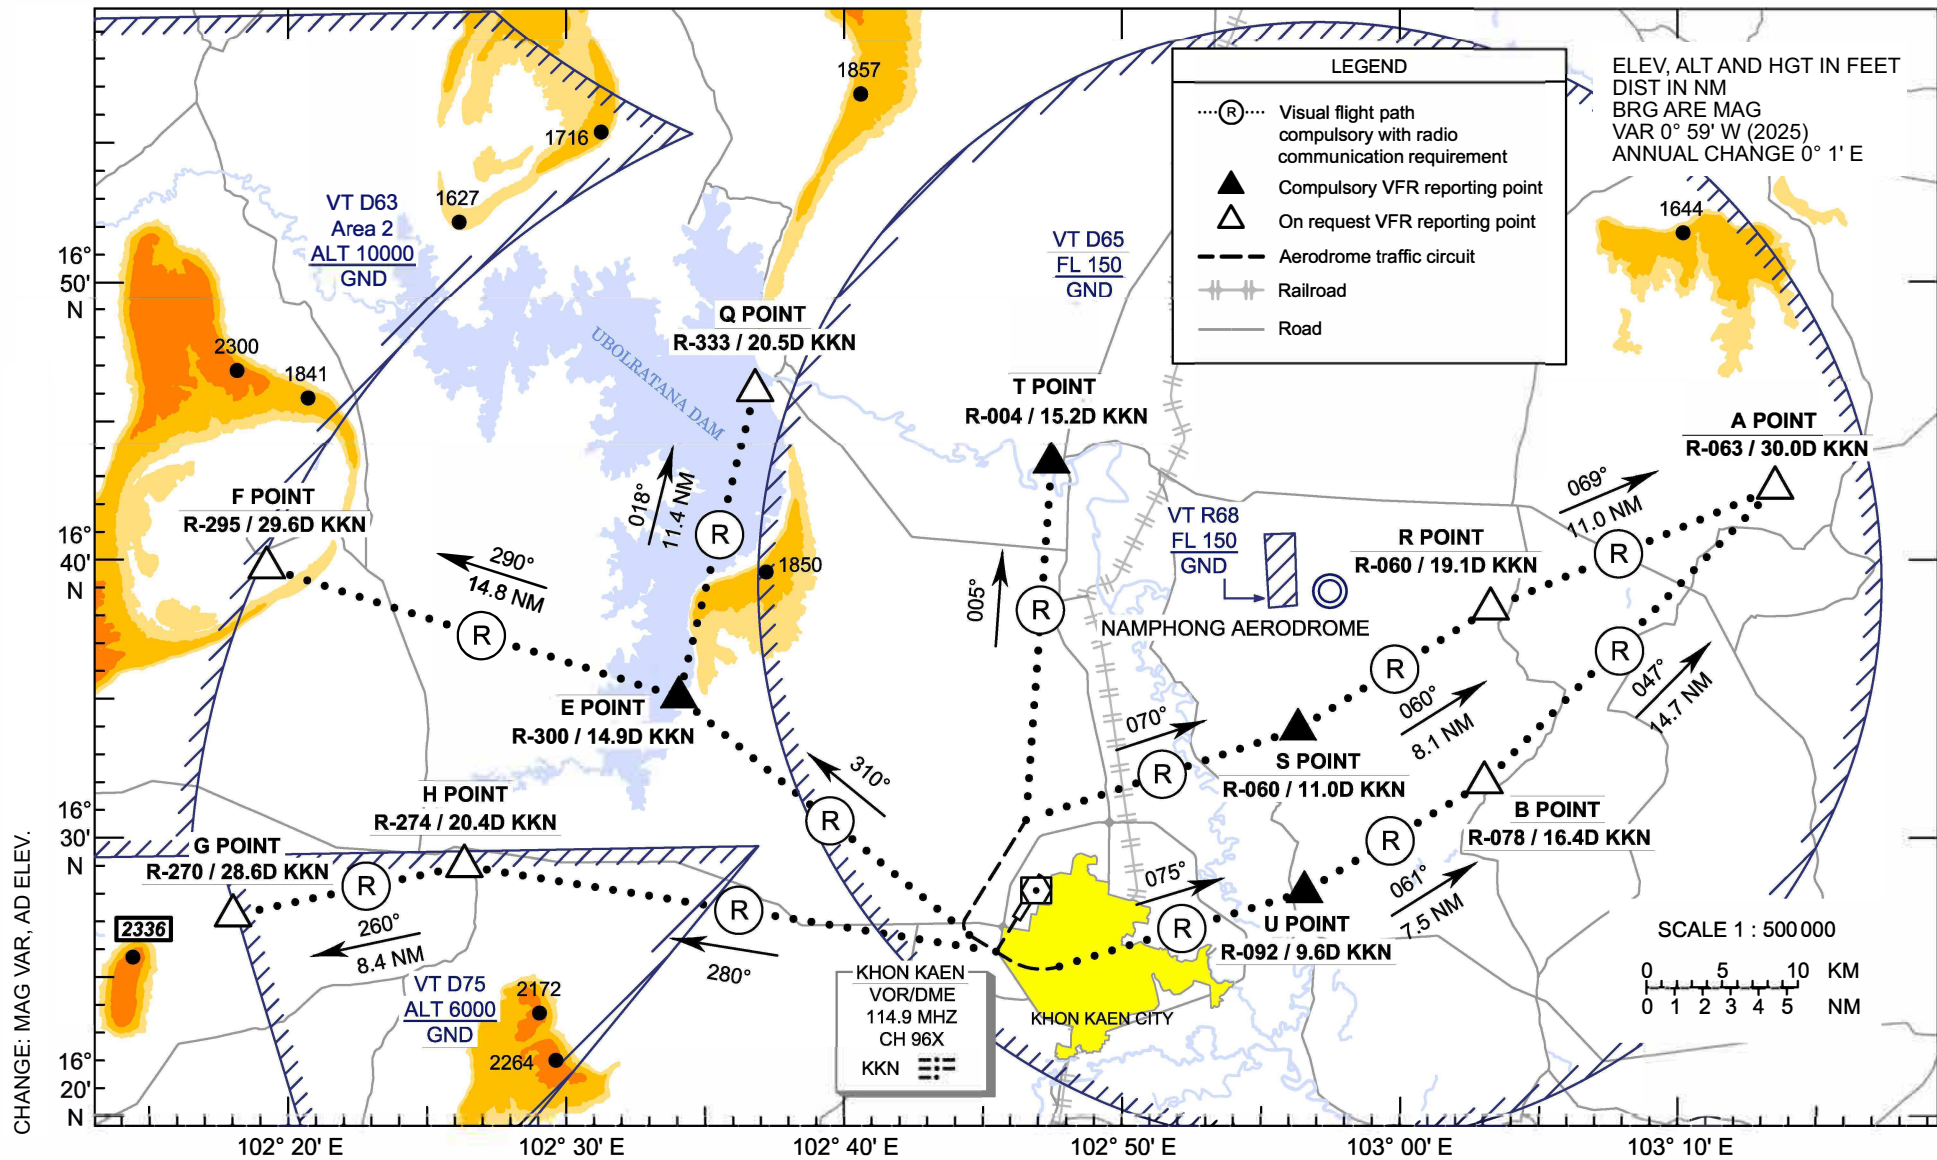 LEGEND
R
Visual flight path
compulsory with radio
communication requirement
Compulsory VFR reporting point
On request VFR reporting point
Aerodrome traffic circuit
Railroad
Road
ELEV, ALT AND HGT IN FEET
DIST IN NM
BRG ARE MAG
VAR 0° 59' W (2025)
ANNUAL CHANGE 0° 1' E
1857
1716
1627
1644
VT D63
Area 2
ALT 10000
GND
VT D65
FL 150
GND
16°
50'
N
2300
1841
UBOLRATANA DAM
Q POINT
R-333 / 20.5D KKN
T POINT
R-004 / 15.2D KKN
A POINT
R-063 / 30.0D KKN
F POINT
R-295 / 29.6D KKN
018°
11.4 NM
R
069°
11.0 NM
VT R68
FL 150
GND
R POINT
R-060 / 19.1D KKN
R
16°
40'
N
290°
14.8 NM
R
1850
005°
R
NAMPHONG AERODROME
R
R
047°
14.7 NM
E POINT
R-300 / 14.9D KKN
070°
R
060°
8.1 NM
S POINT
R-060 / 11.0D KKN
310°
R
H POINT
R-274 / 20.4D KKN
16°
30'
N
B POINT
R-078 / 16.4D KKN
R
G POINT
R-270 / 28.6D KKN
R
260°
8.4 NM
R
280°
075°
R
061°
7.5 NM
U POINT
R-092 / 9.6D KKN
2336
VT D75
ALT 6000
GND
2172
2264
KHON KAEN
VOR/DME
114.9 MHZ
CH 96X
KKN
KHON KAEN CITY
SCALE 1 : 500 000
0 5 10 KM
0 1 2 3 4 5 NM
16°
20'
N
102° 20' E
102° 30' E
102° 40' E
102° 50' E
103° 00' E
103° 10' E
CHANGE: MAG VAR, AD ELEV.